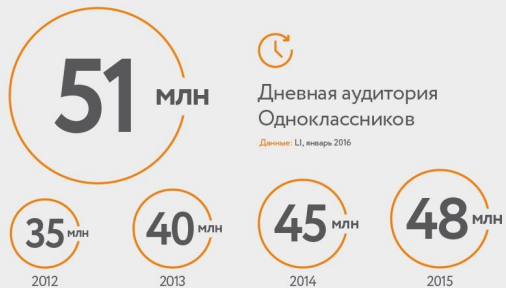 51 млн
Дневная аудитория
Одноклассников
Данные: LI, январь 2016
35 млн
40 млн
45 млн
48 млн
2012
2013
2014
2015